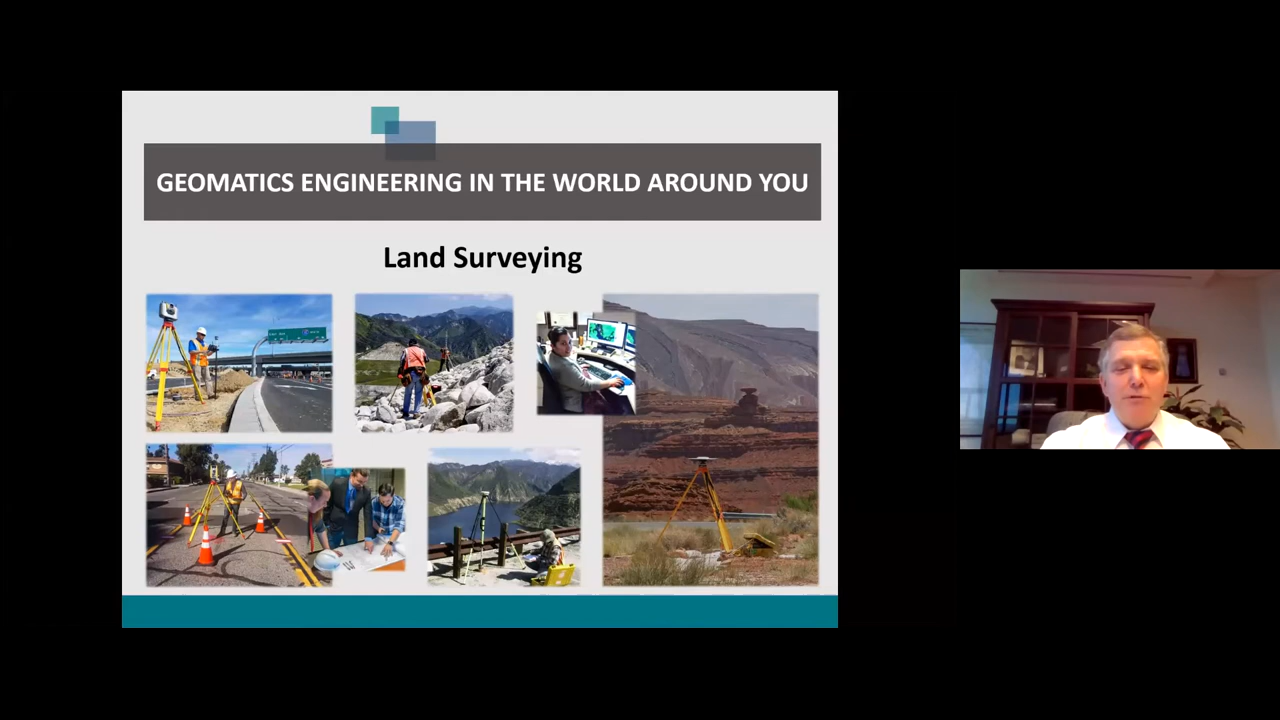 GEOMATICS ENGINEERING IN THE WORLD AROUND YOU
Land Surveying